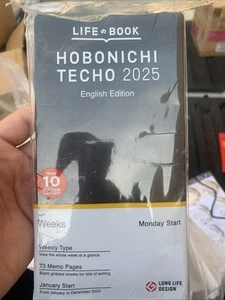 LIFE BOOK
HOBONICHI
TECHO 2025
English Edition
10
Weeks
Monday Start
Weekly Type
View the whole week at a glance
73 Memo Pages
Blank gridded sheets for lots of writing
January Start
From January to December 2025
LONG LIFE
DESIGN